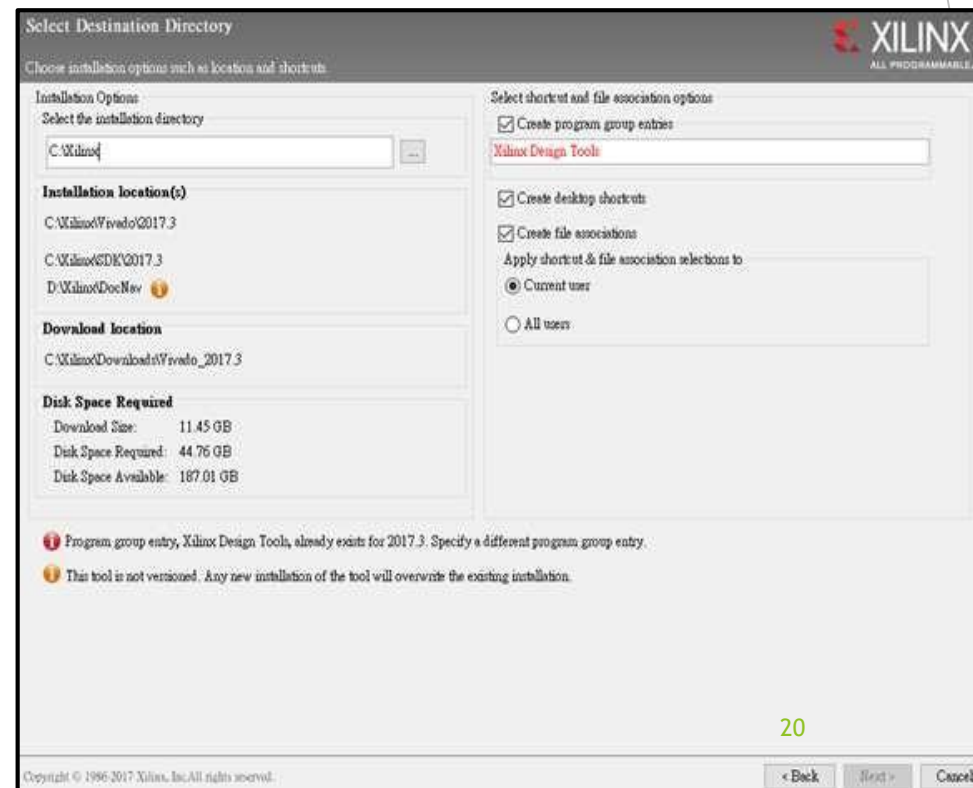 Select Destination Directory
XILINX
ALL PROGRAMMABLE.
Choose installation options such as location and shortcuts.
Installation Options
Select the installation directory
C:\Xilinx
...
Installation location(s)
C:\Xilinx\Vivado\2017.3
C:\Xilinx\SDK\2017.3
D:\Xilinx\DocNav
Download location
C:\Xilinx\Downloads\Vivado_2017.3
Disk Space Required
Download Size: 11.45 GB
Disk Space Required: 44.76 GB
Disk Space Available: 187.01 GB
Select shortcut and file association options
Create program group entries
Xilinx Design Tools
Create desktop shortcuts
Create file associations
Apply shortcut & file association selections to
Current user
All users
Program group entry, Xilinx Design Tools, already exists for 2017.3. Specify a different program group entry.
This tool is not versioned. Any new installation of the tool will overwrite the existing installation.
20
Copyright © 1986-2017 Xilinx, Inc. All rights reserved.
< Back Next > Cancel